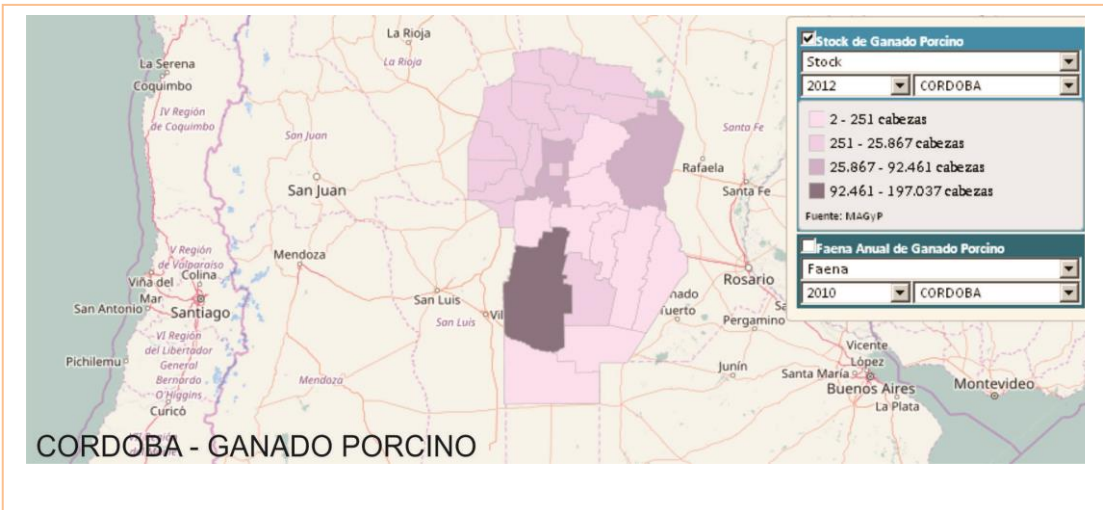 La Rioja
La Rioja
La Serena
Coquimbo
IV Región
de Coquimbo
San Juan
San Juan
Santa Fe
Rafaela
Santa Fe
V Región
de Valparaíso
Viña del
Mar
Colina
San Antonio
Santiago
Mendoza
San Luis
San Luis
Vil
Rosario
nado
Tuerto
Pergamino
VI Región
del Libertador
General
Bernardo
O'Higgins
Pichilemu
Curicó
Mendoza
Junín
Vicente
López
Santa María
Buenos Aires
La Plata
Montevideo
CORDOBA - GANADO PORCINO
Stock de Ganado Porcino
Stock
2012 CORDOBA
2 - 251 cabezas
251 - 25.867 cabezas
25.867 - 92.461 cabezas
92.461 - 197.037 cabezas
Fuente: MAGyP
Faena Anual de Ganado Porcino
Faena
2010 CORDOBA